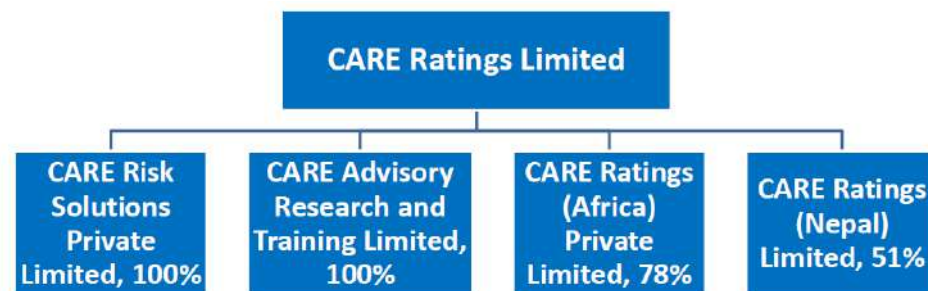 CARE Ratings Limited
CARE Risk
Solutions
Private
Limited, 100%
CARE Advisory
Research and
Training Limited,
100%
CARE Ratings
(Africa)
Private
Limited, 78%
CARE Ratings
(Nepal)
Limited, 51%